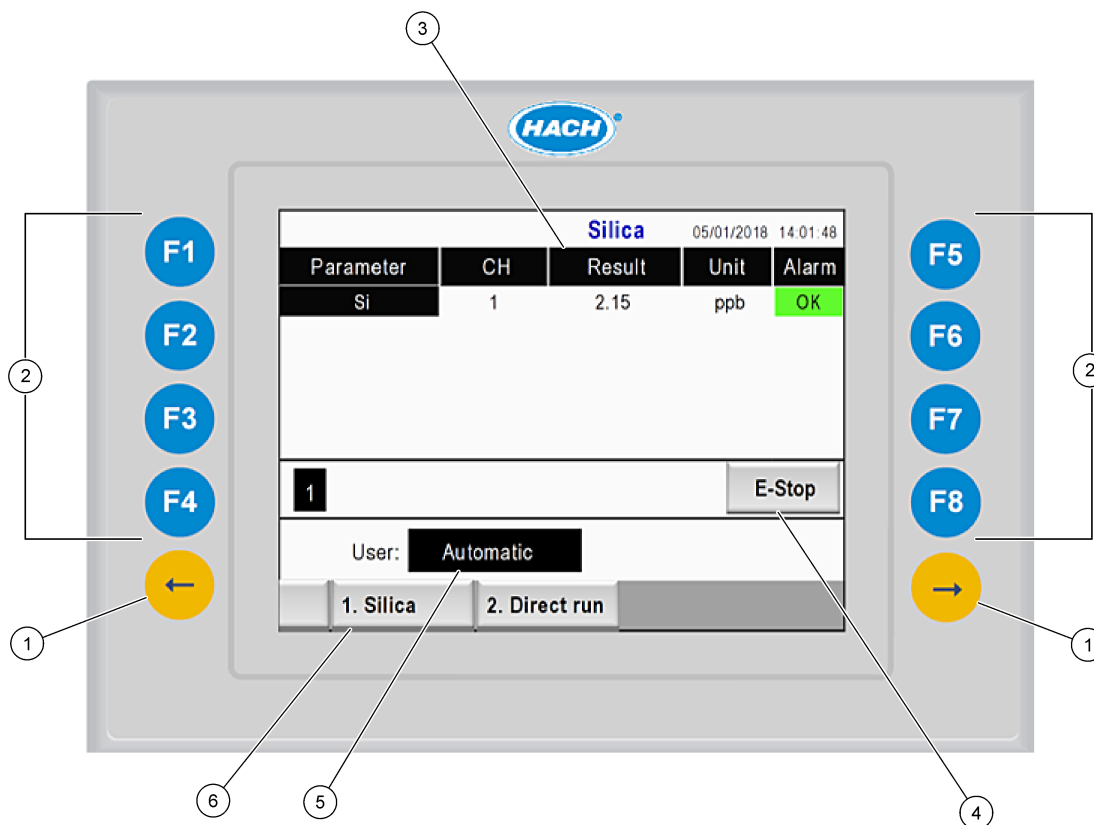 3
HACH
Silica 05/01/2018 14:01:48
Parameter CH Result Unit Alarm
Si 1 2.15 ppb OK
F1
F2
F3
F4
←
F5
F6
F7
F8
→
2
2
1 E-Stop
User: Automatic
1. Silica 2. Direct run
1
1
6
5
4